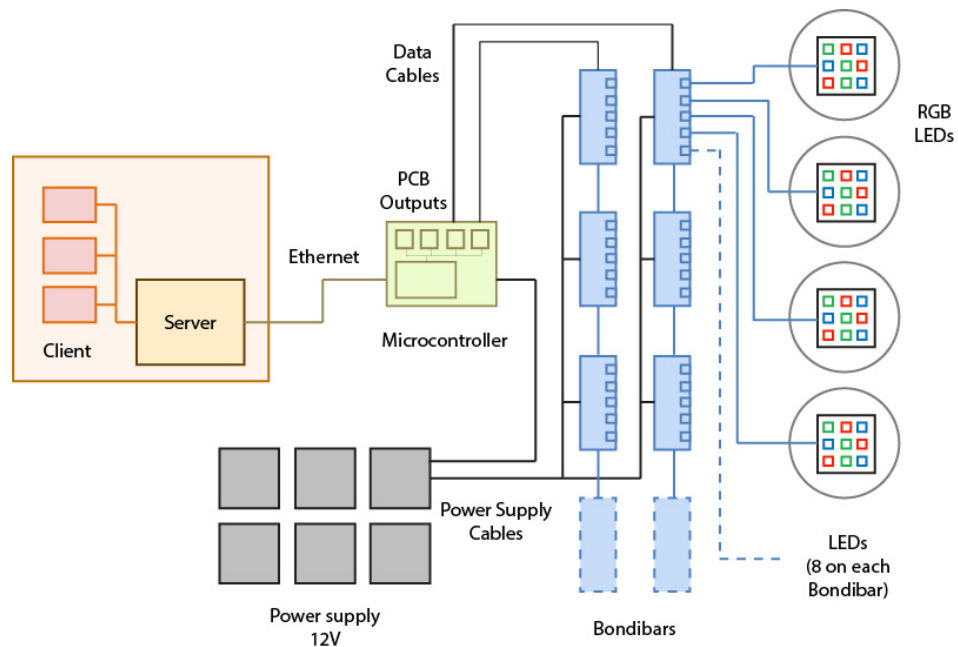 Data
Cables
RGB
LEDs
PCB
Outputs
Ethernet
Server
Client
Microcontroller
Power Supply
Cables
LEDs
(8 on each
Bondibar)
Power supply
12V
Bondibars